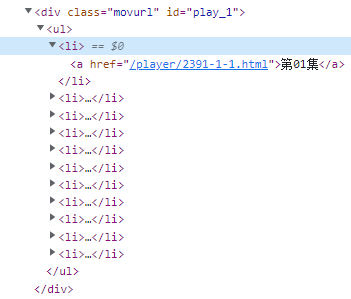 <div class="movurl" id="play_1">
<ul>
<li> == $0
<a href="/player/2391-1-1.html">第01集</a>
</li>
<li>…</li>
<li>…</li>
<li>…</li>
<li>…</li>
<li>…</li>
<li>…</li>
<li>…</li>
<li>…</li>
<li>…</li>
<li>…</li>
</ul>
</div>